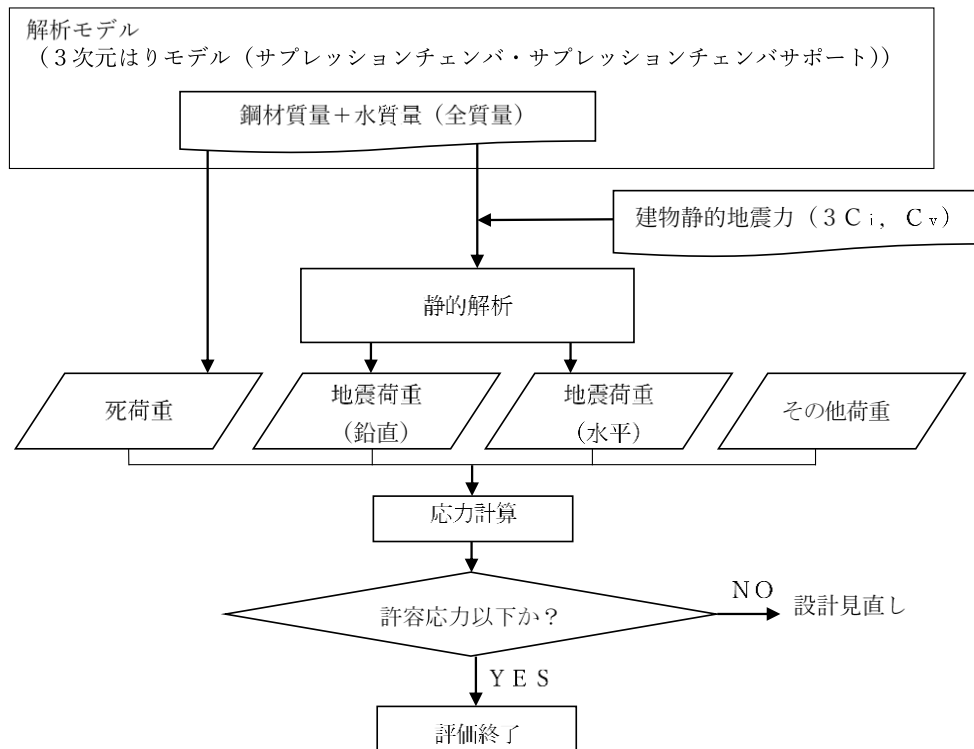 解析モデル
（３次元はりモデル（サプレッションチェンバ・サプレッションチェンバサポート））
鋼材質量＋水質量（全質量）
建物静的地震力（３Ｃｉ，Ｃｖ）
静的解析
死荷重
地震荷重
（鉛直）
地震荷重
（水平）
その他荷重
応力計算
許容応力以下か？
ＮＯ
設計見直し
ＹＥＳ
評価終了